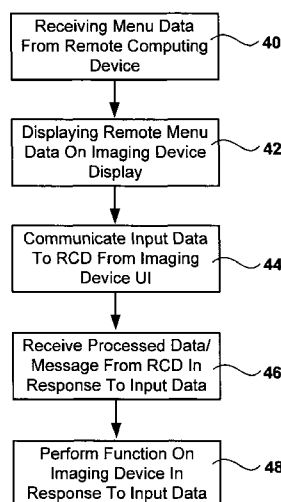 Receiving Menu Data
From Remote Computing
Device
40
Displaying Remote Menu
Data On Imaging Device
Display
42
Communicate Input Data
To RCD From Imaging
Device UI
44
Receive Processed Data/
Message From RCD In
Response To Input Data
46
Perform Function On
Imaging Device In
Response To Input Data
48